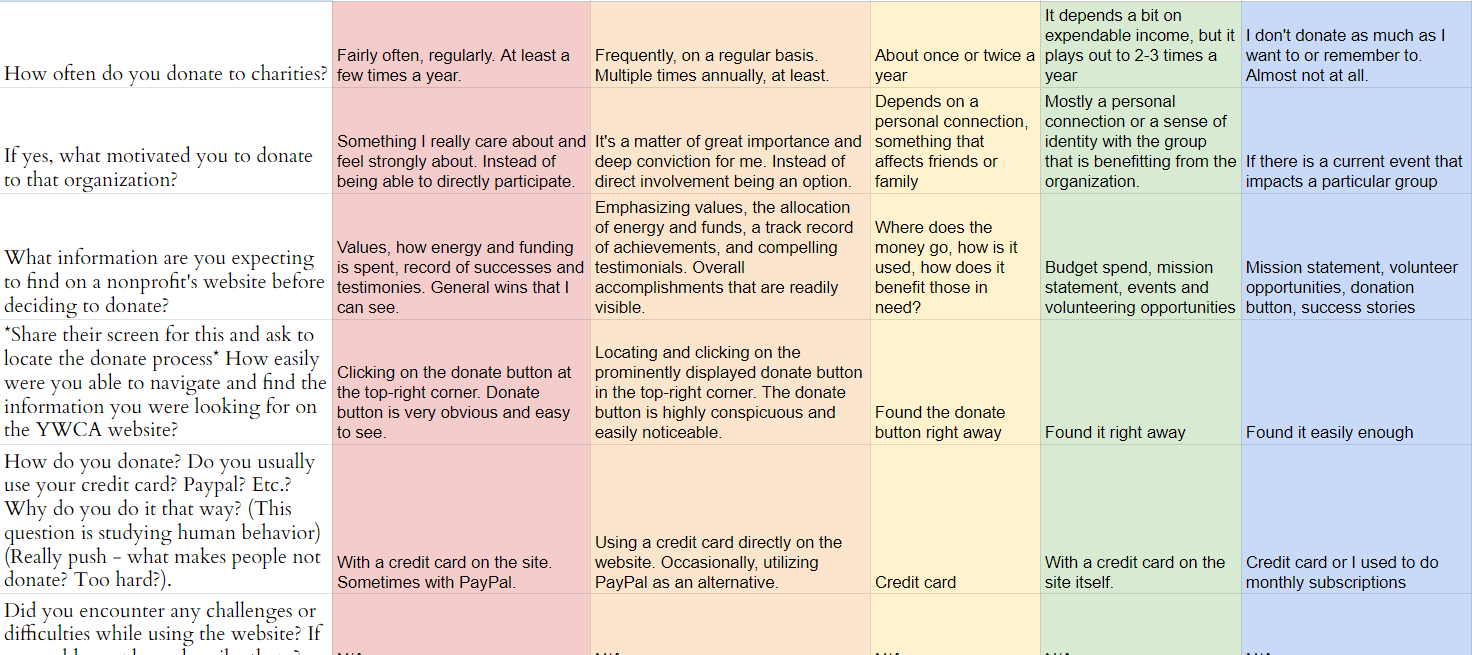 How often do you donate to charities?
Fairly often, regularly. At least a
few times a year.
Frequently, on a regular basis.
Multiple times annually, at least.
About once or twice a
year
It depends a bit on
expendable income, but it
plays out to 2-3 times a
year
I don't donate as much as I
want to or remember to.
Almost not at all.
If yes, what motivated you to donate
to that organization?
Something I really care about and
feel strongly about. Instead of
being able to directly participate.
It's a matter of great importance and
deep conviction for me. Instead of
direct involvement being an option.
Depends on a
personal connection,
something that
affects friends or
family
Mostly a personal
connection or a sense of
identity with the group
that is benefitting from the
organization.
If there is a current event that
impacts a particular group
What information are you expecting
to find on a nonprofit's website before
deciding to donate?
Values, how energy and funding
is spent, record of successes and
testimonies. General wins that I
can see.
Emphasizing values, the allocation
of energy and funds, a track record
of achievements, and compelling
testimonials. Overall
accomplishments that are readily
visible.
Where does the
money go, how is it
used, how does it
benefit those in
need?
Budget spend, mission
statement, events and
volunteering opportunities
Mission statement, volunteer
opportunities, donation
button, success stories
*Share their screen for this and ask to
locate the donate process* How easily
were you able to navigate and find the
information you were looking for on
the YWCA website?
Clicking on the donate button at
the top-right corner. Donate
button is very obvious and easy
to see.
Locating and clicking on the
prominently displayed donate button
in the top-right corner. The donate
button is highly conspicuous and
easily noticeable.
Found the donate
button right away
Found it right away
Found it easily enough
How do you donate? Do you usually
use your credit card? Paypal? Etc.?
Why do you do it that way? (This
question is studying human behavior)
(Really push - what makes people not
donate? Too hard?).
With a credit card on the site.
Sometimes with PayPal.
Using a credit card directly on the
website. Occasionally, utilizing
PayPal as an alternative.
Credit card
With a credit card on the
site itself.
Credit card or I used to do
monthly subscriptions
Did you encounter any challenges or
difficulties while using the website? If